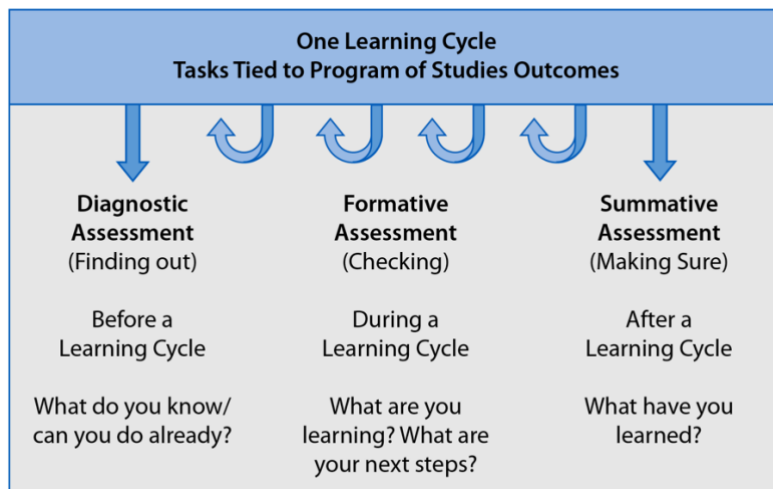 One Learning Cycle
Tasks Tied to Program of Studies Outcomes
Diagnostic
Assessment
(Finding out)
Before a
Learning Cycle
What do you know/
can you do already?
Formative
Assessment
(Checking)
During a
Learning Cycle
What are you
learning? What are
your next steps?
Summative
Assessment
(Making Sure)
After a
Learning Cycle
What have you
learned?